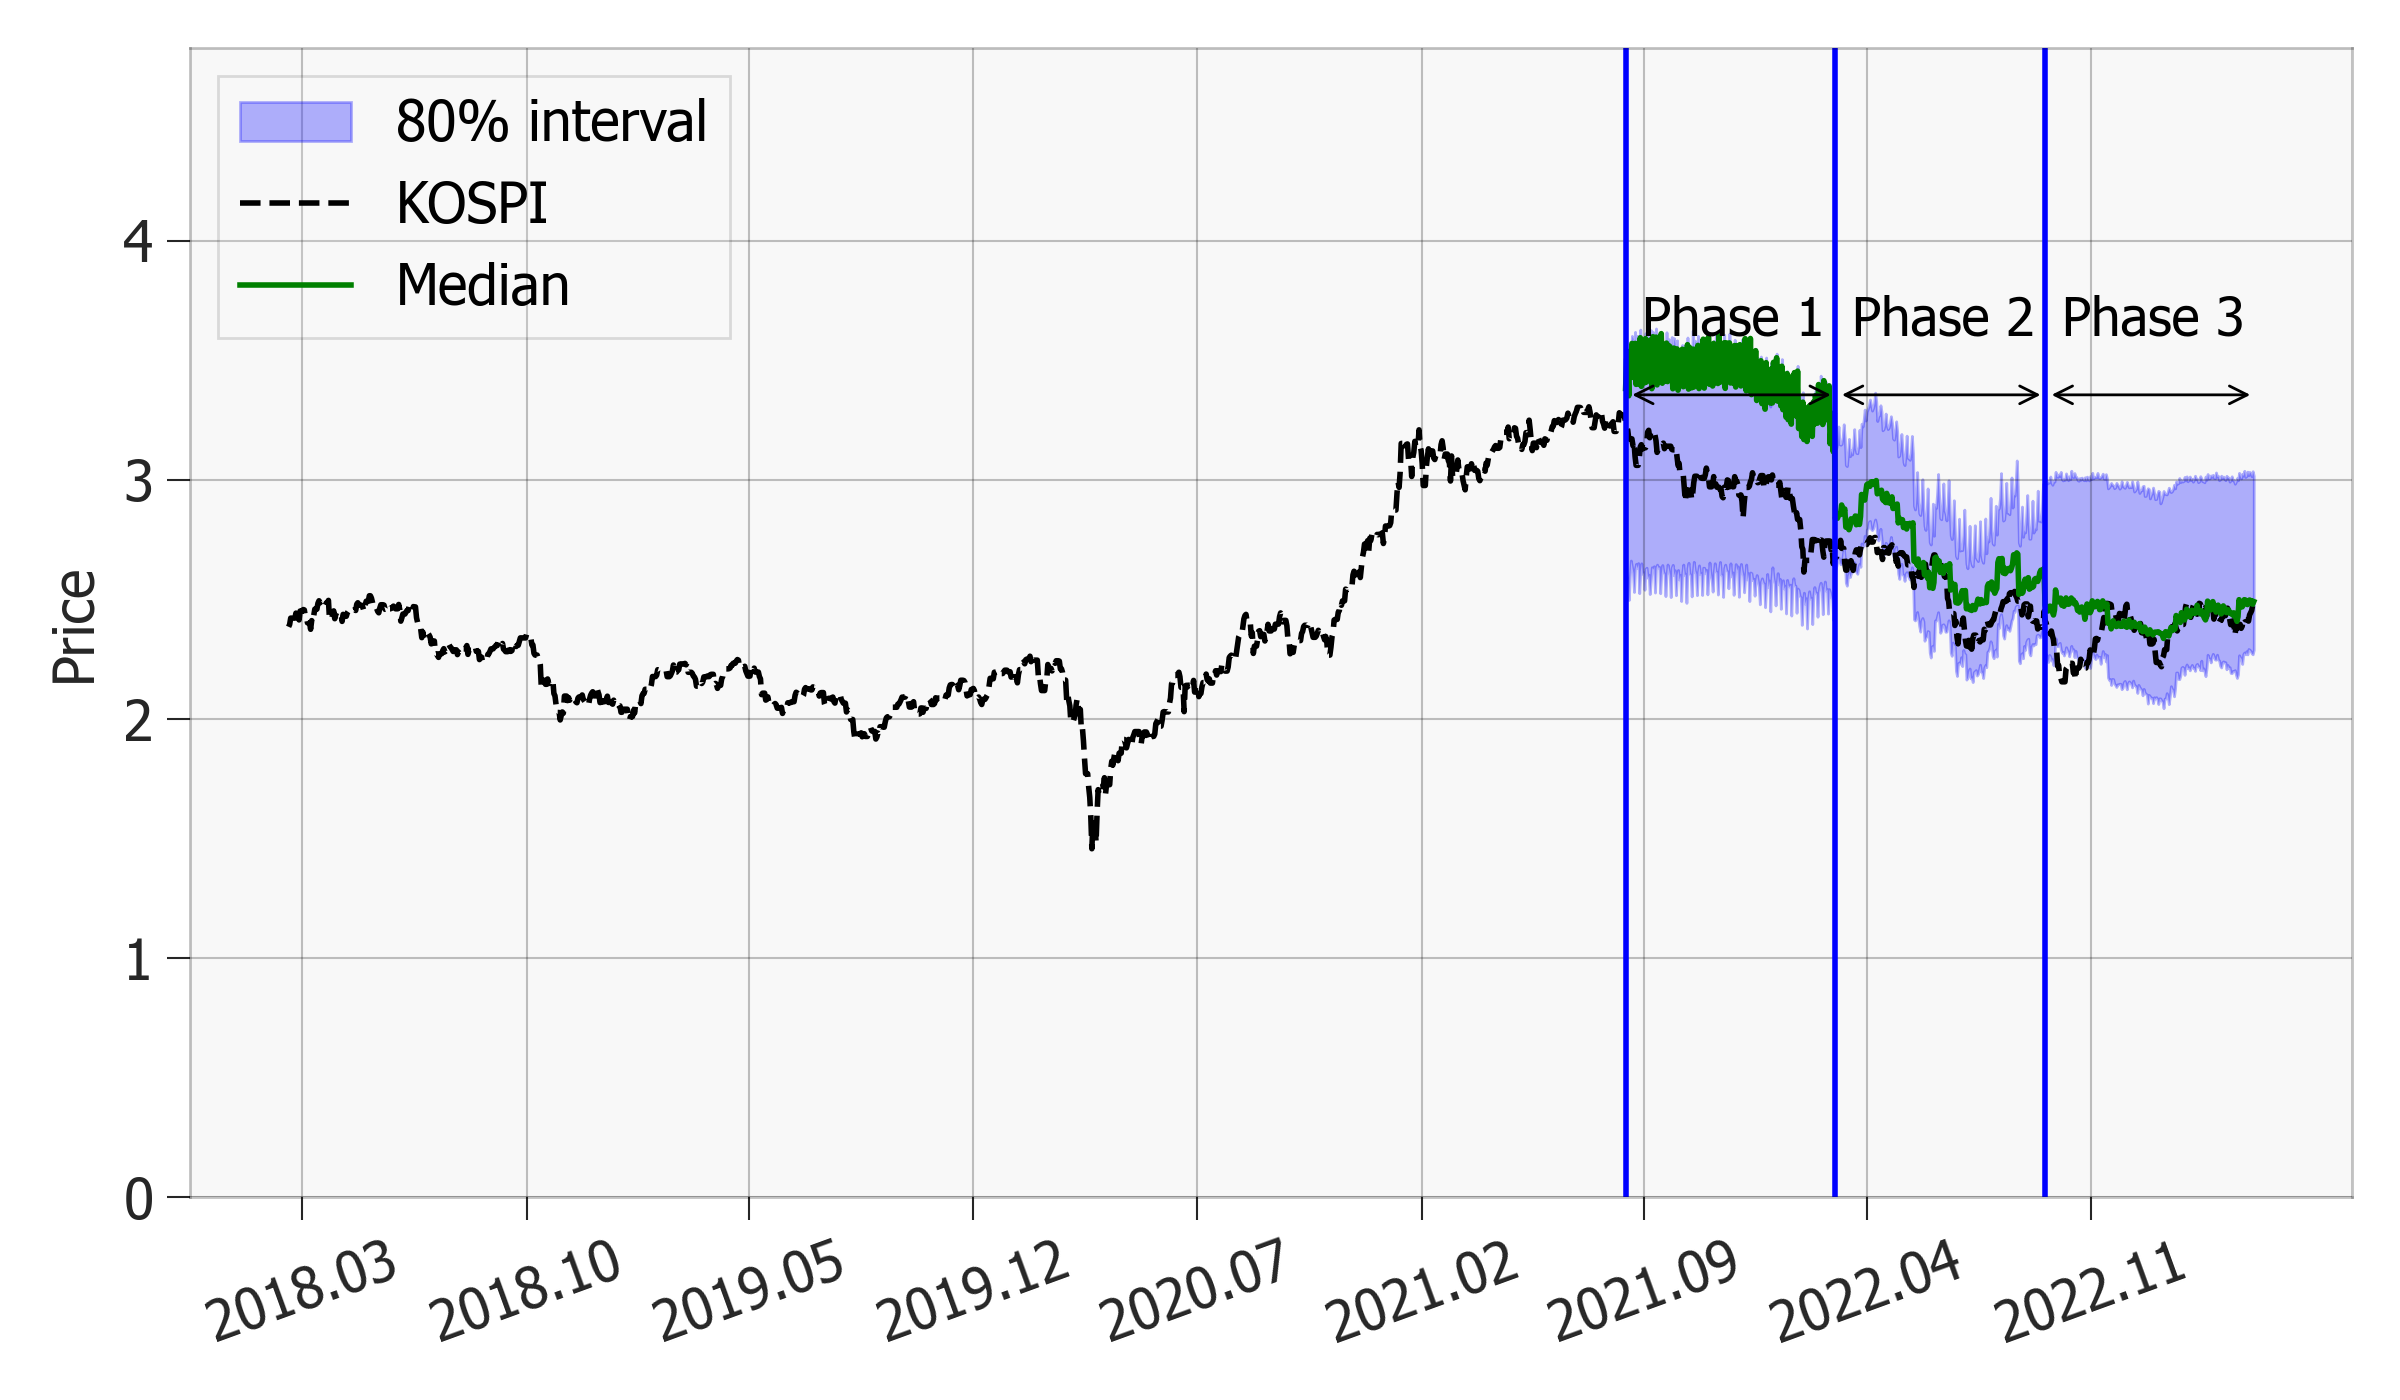 80% interval
KOSPI
Median
Phase 1
Phase 2
Phase 3
Price
4
3
2
1
0
2018.03
2018.10
2019.05
2019.12
2020.07
2021.02
2021.09
2022.04
2022.11